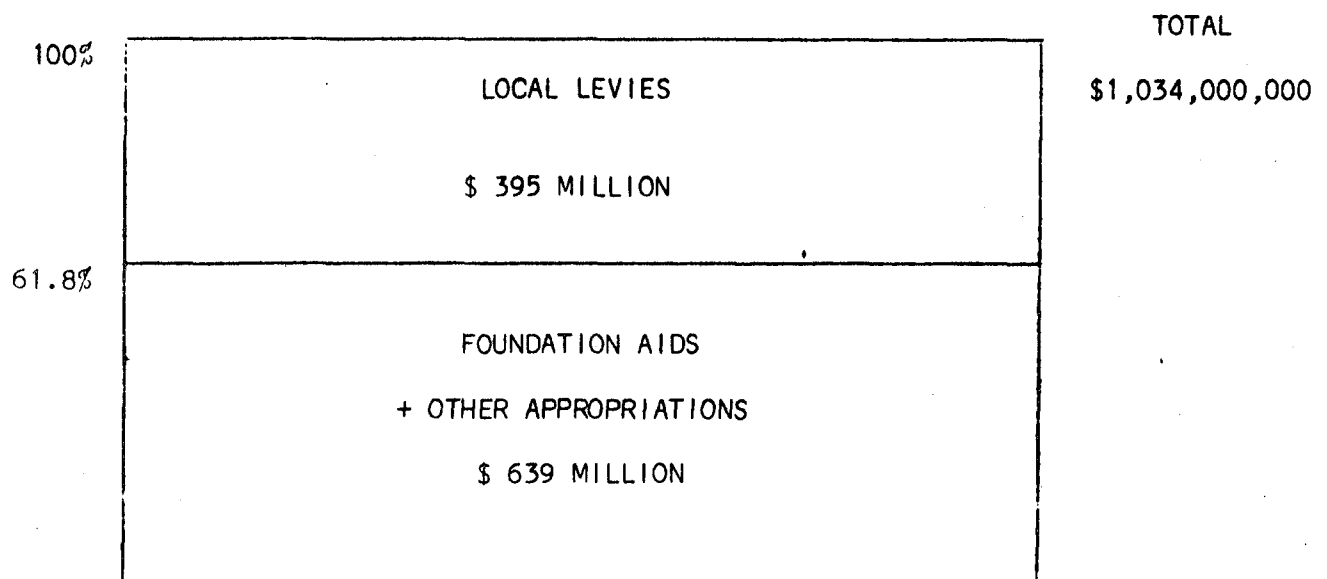 TOTAL
100%
LOCAL LEVIES
$1,034,000,000
$ 395 MILLION
61.8%
FOUNDATION AIDS
+ OTHER APPROPRIATIONS
$ 639 MILLION